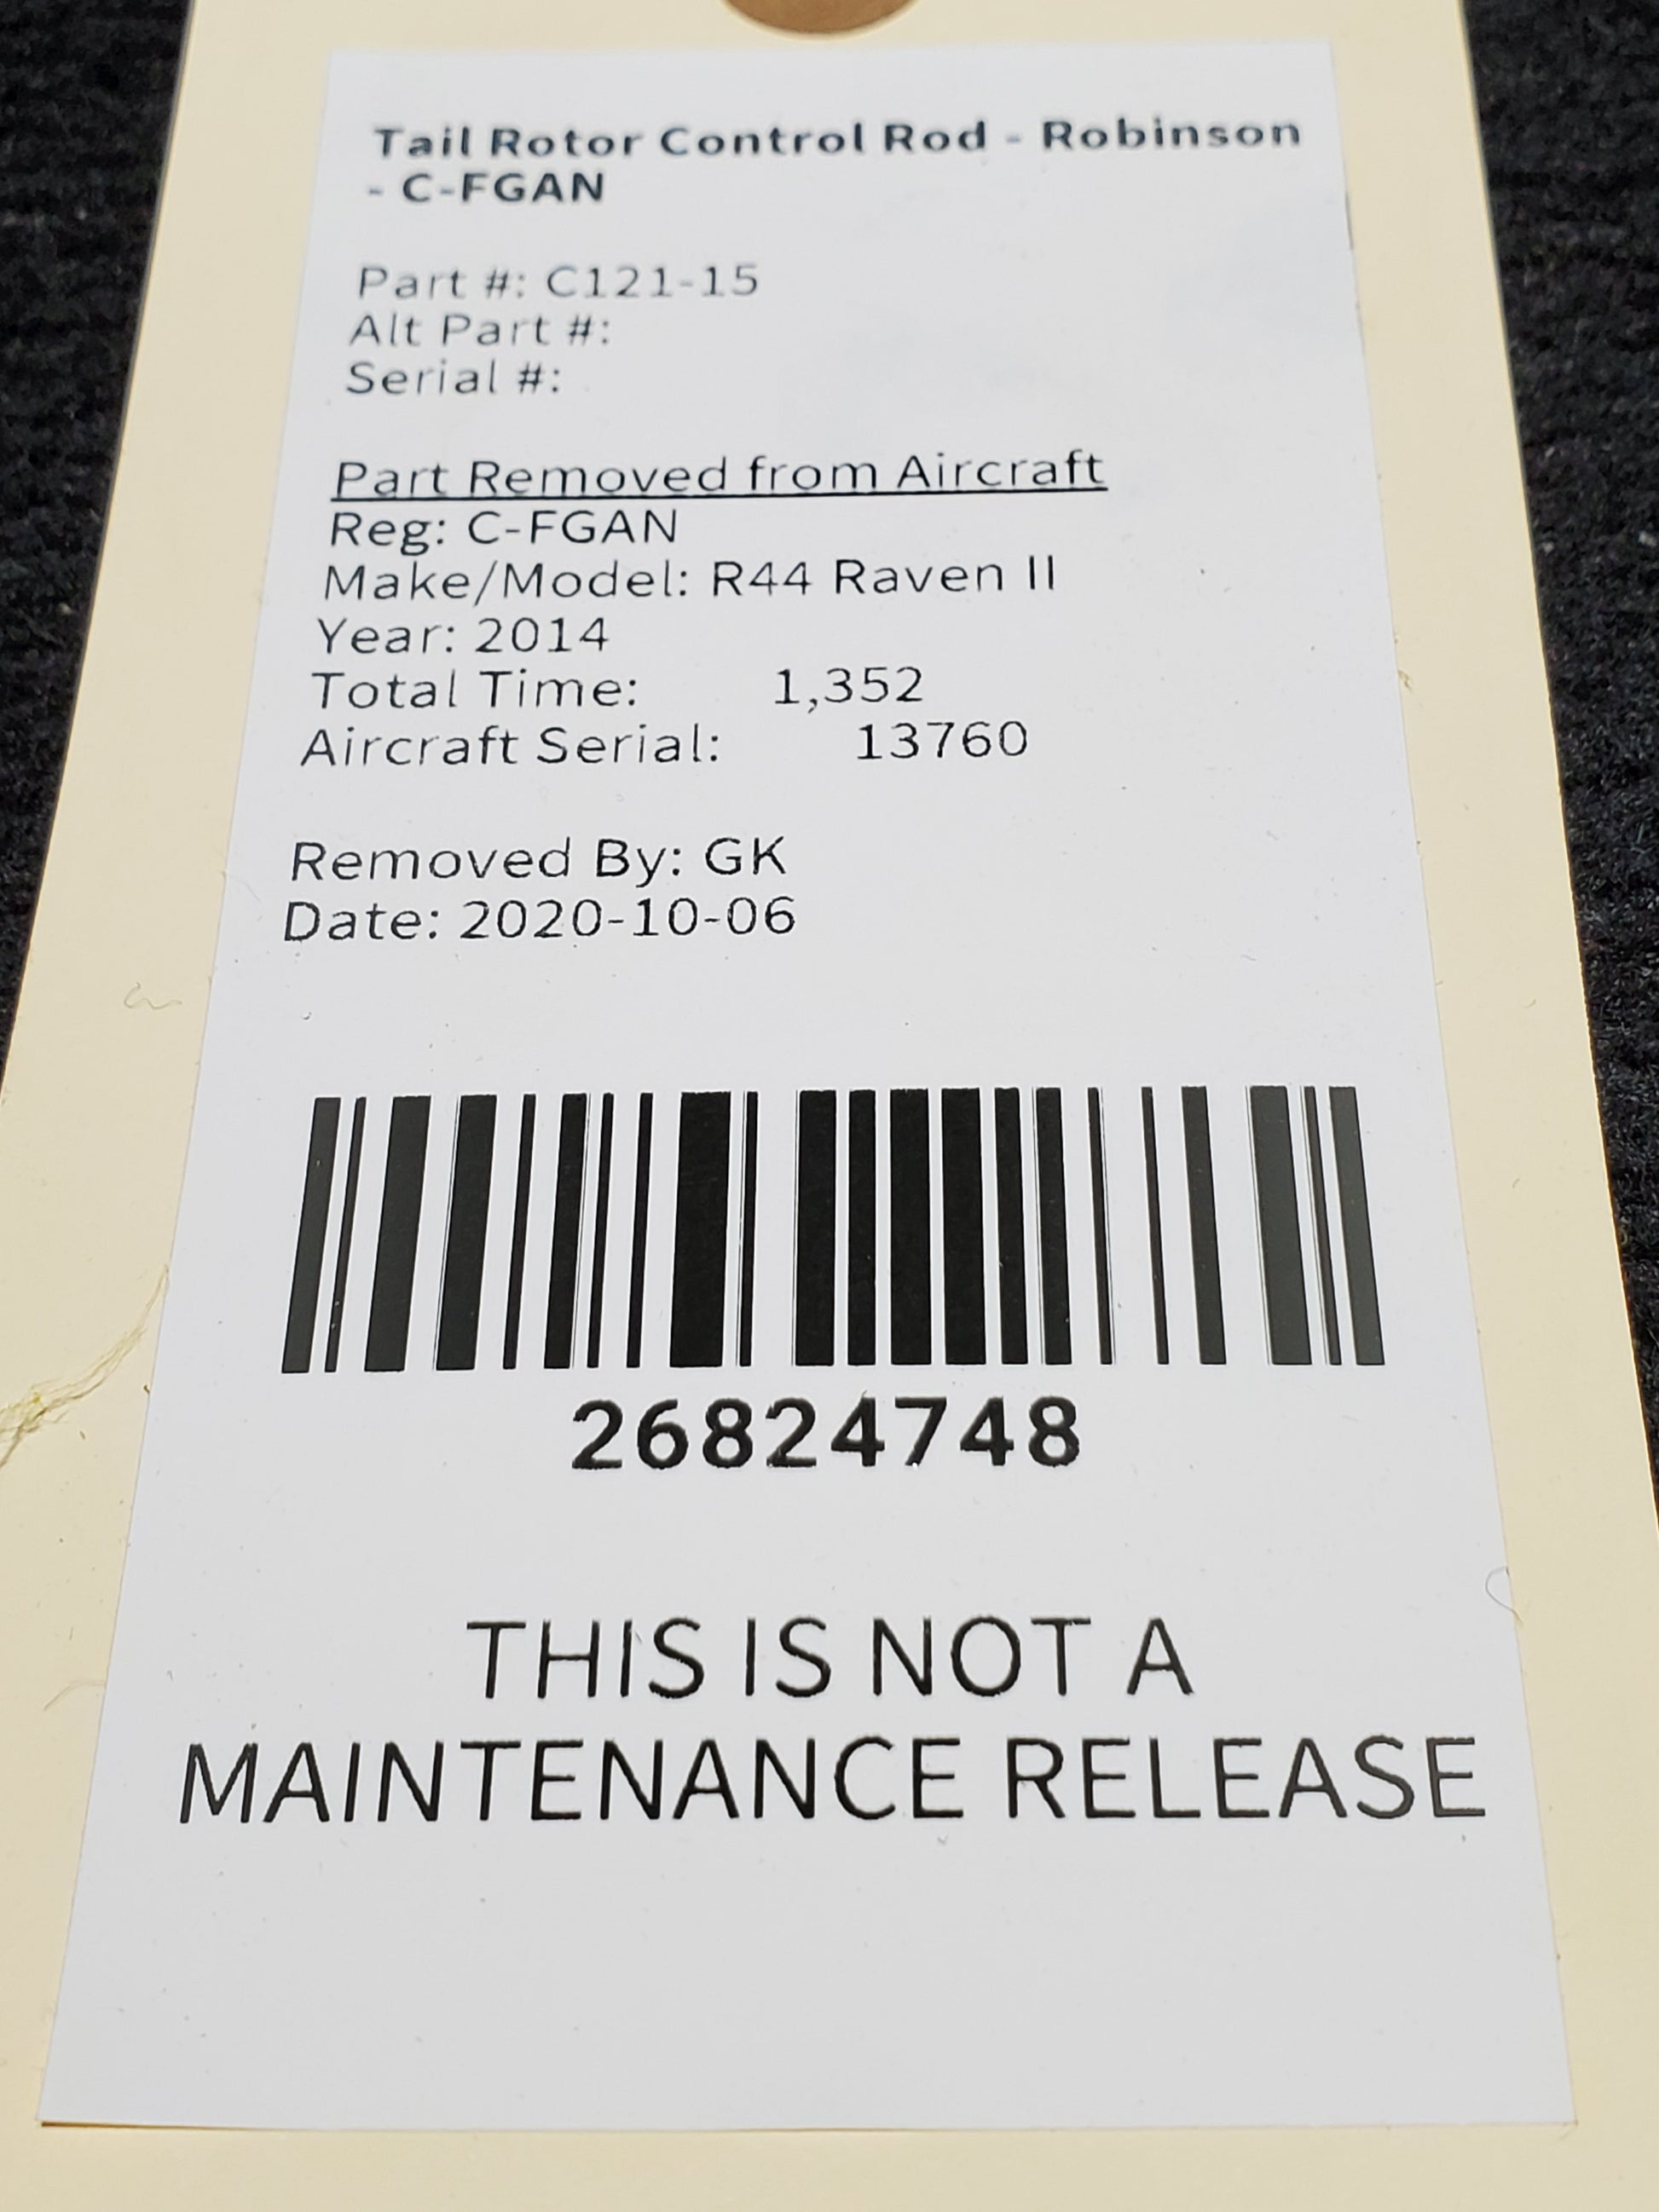 Tail Rotor Control Rod - Robinson
- C-FGAN
Part #: C121-15
Alt Part #:
Serial #:
Part Removed from Aircraft
Reg: C-FGAN
Make/Model: R44 Raven II
Year: 2014
Total Time: 1,352
Aircraft Serial: 13760
Removed By: GK
Date: 2020-10-06
26824748
THIS IS NOT A
MAINTENANCE RELEASE